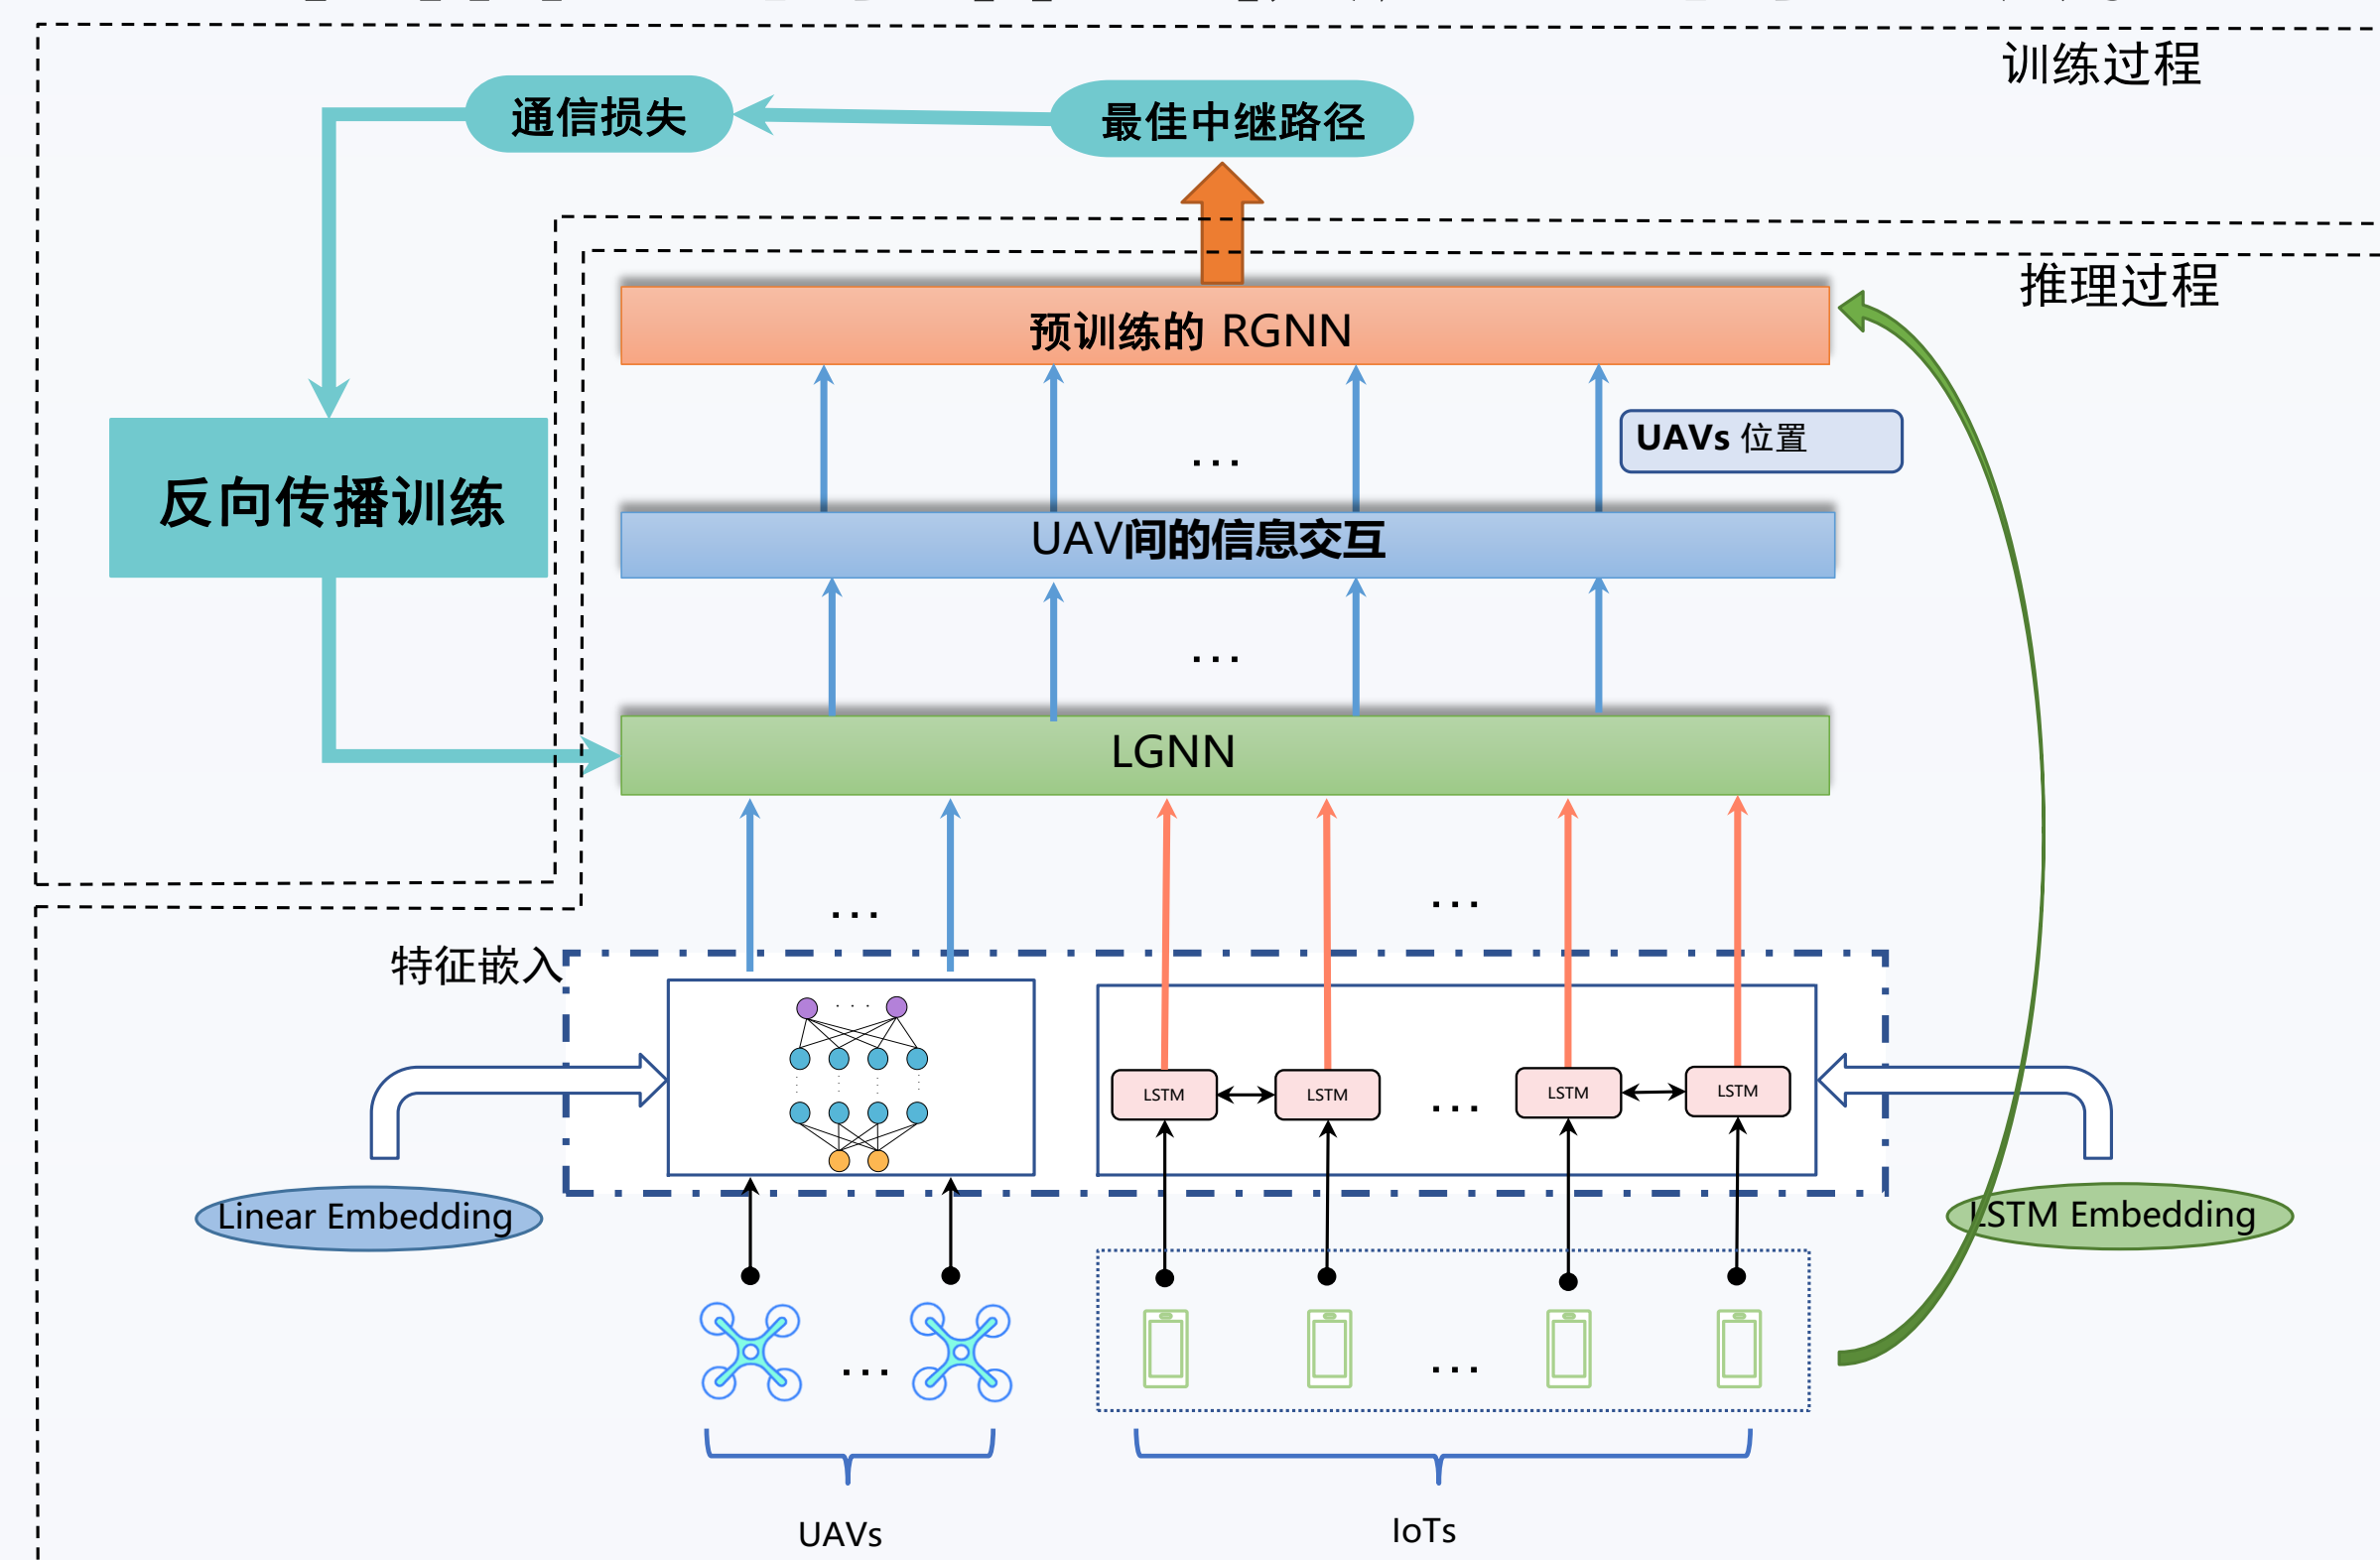 训练过程
通信损失
最佳中继路径
推理过程
预训练的 RGNN
UAVs 位置
反向传播训练
UAV间的信息交互
...
...
LGNN
...
...
特征嵌入
LSTM
LSTM
...
LSTM
LSTM
Linear Embedding
LSTM Embedding
...
...
UAVs
IoTs